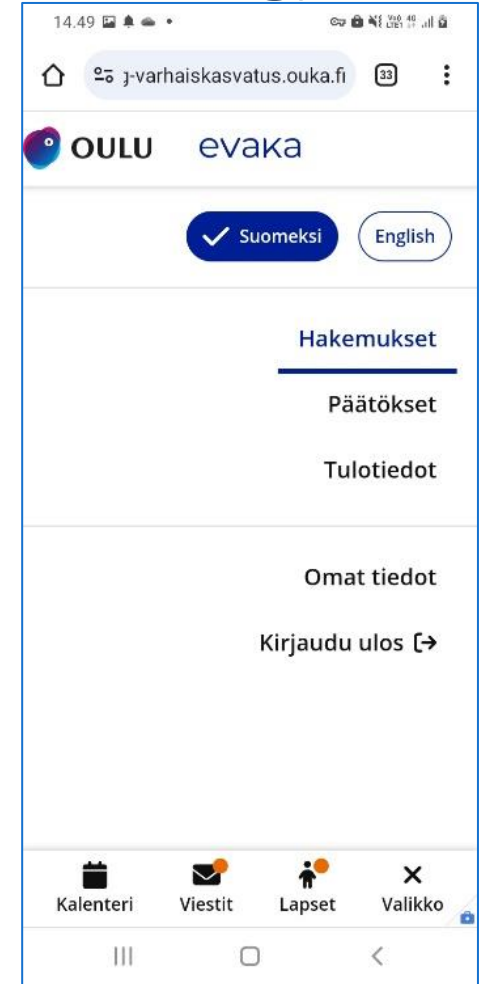 14.49
g-varhaiskasvatus.ouka.fi 33
OULU evaka
Suomeksi English
Hakemukset
Päätökset
Tulotiedot
Omat tiedot
Kirjaudu ulos
Kalenteri Viestit Lapset Valikko